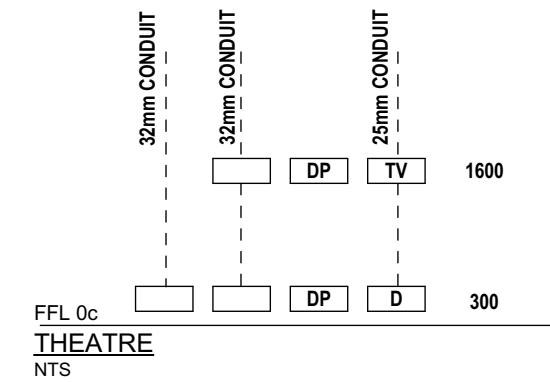 32mm CONDUIT
32mm CONDUIT
25mm CONDUIT
DP TV 1600
DP D 300
FFL 0c
THEATRE
NTS